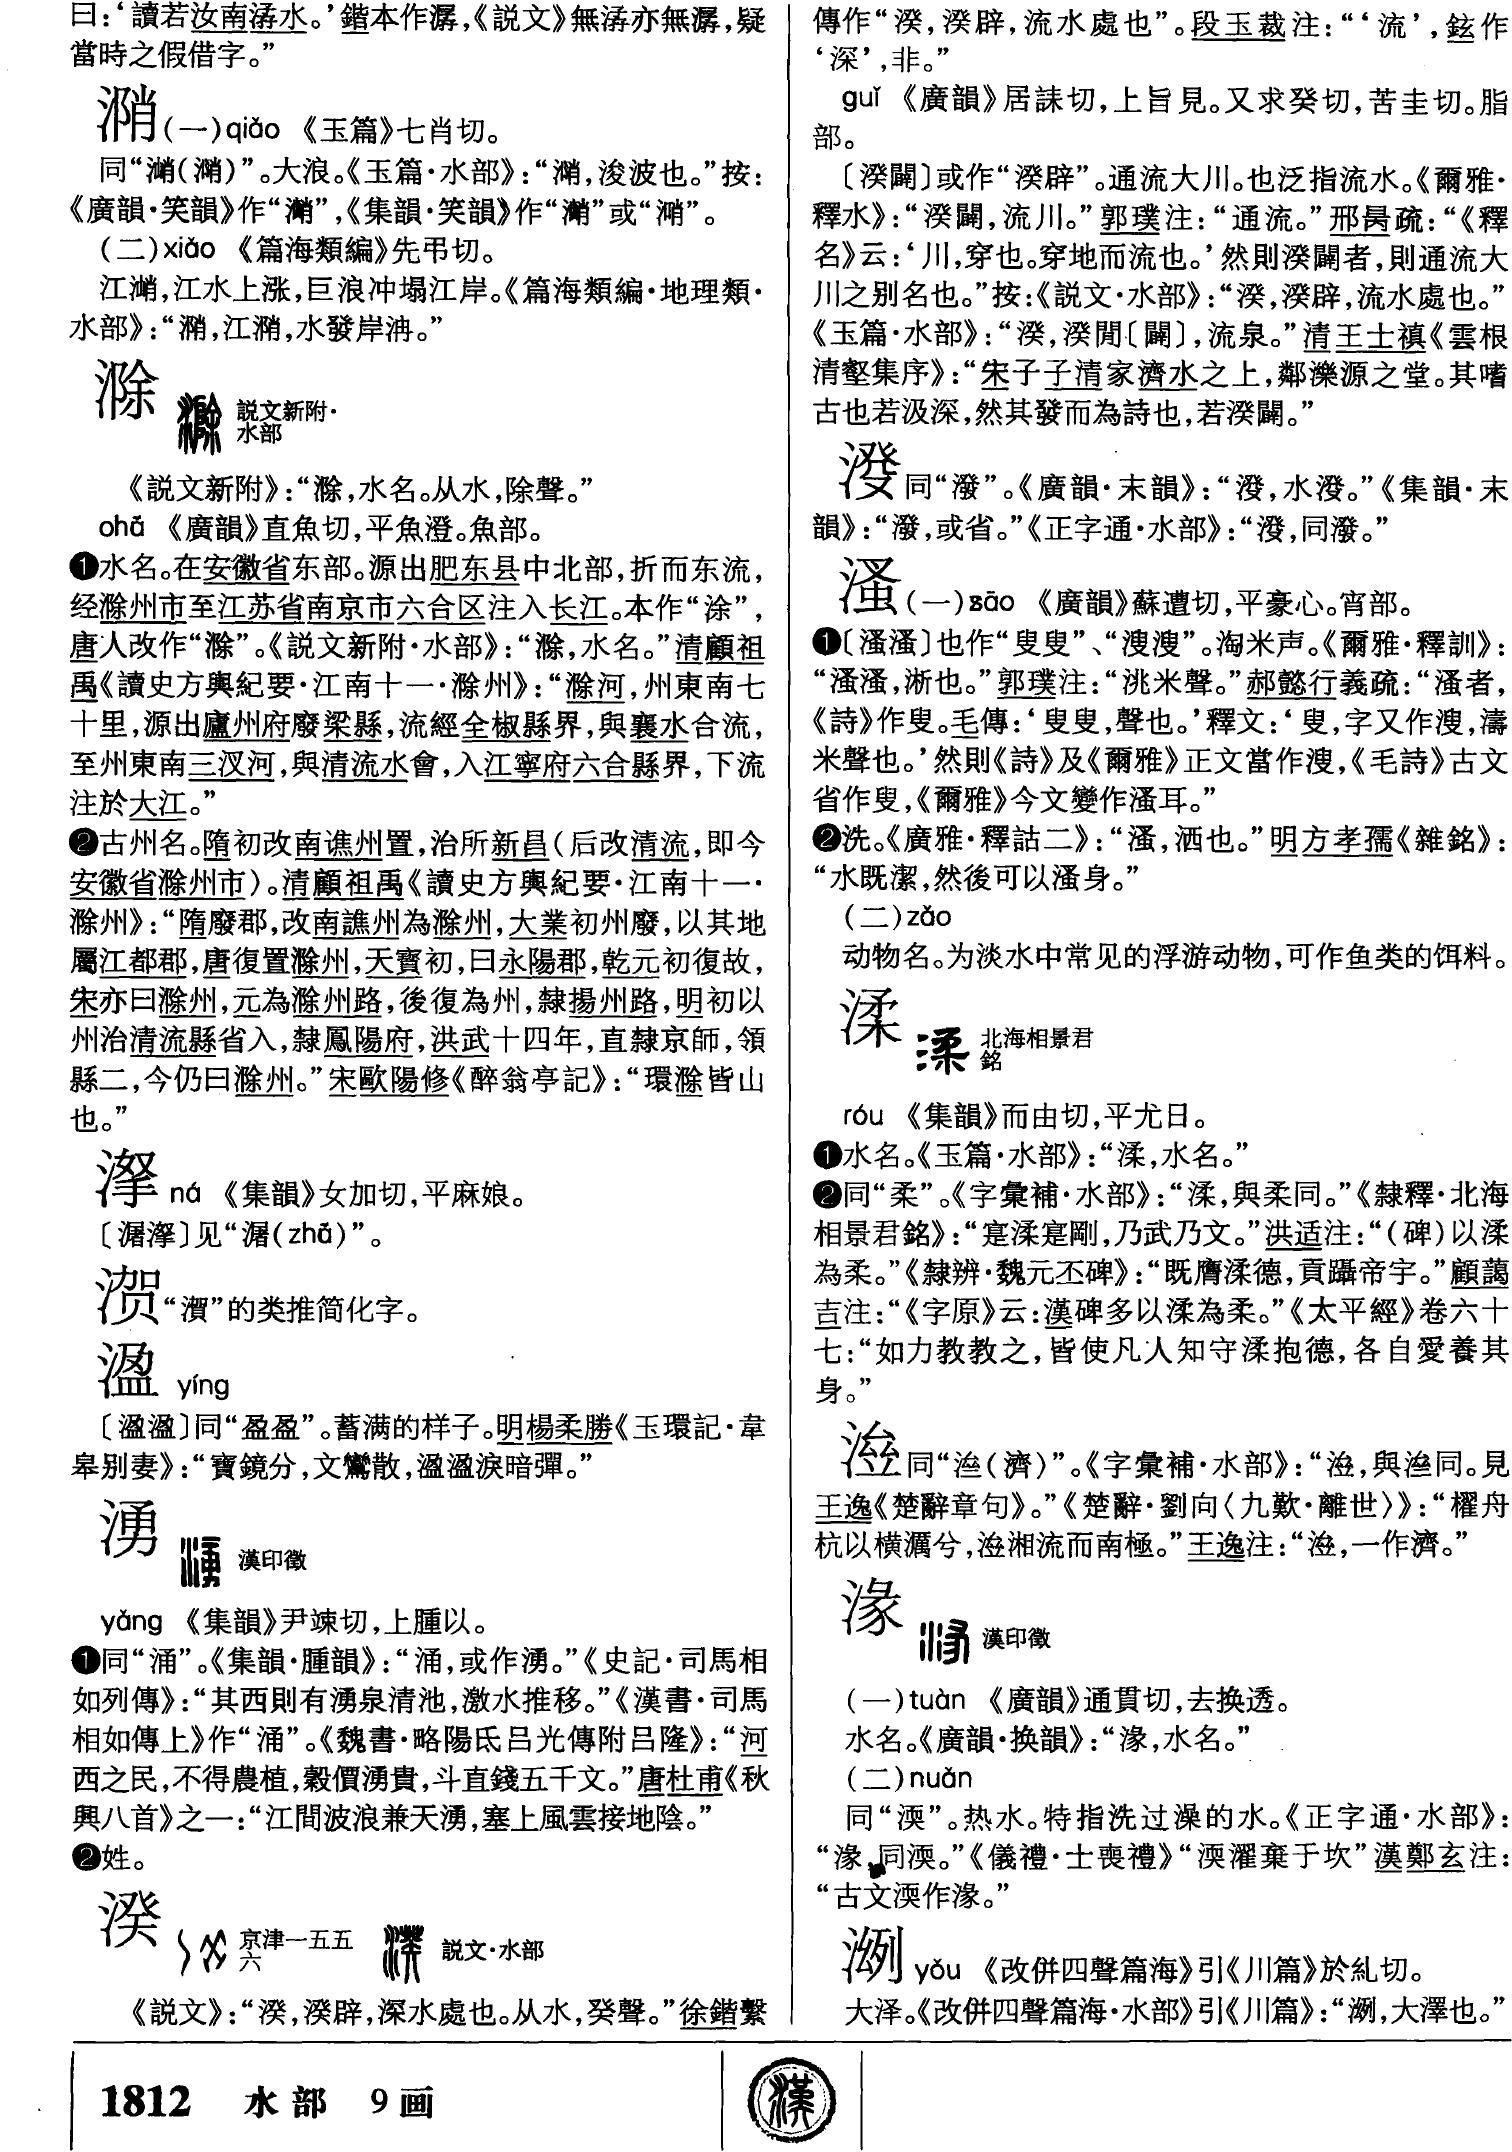 曰:‘讀若汝南潺水。’鍇本作潺,《説文》無潺亦無潺,疑
當時之假借字。”
(一)qiǎo 《玉篇》七肖切。
大浪。《玉篇·水部》:“浚波也。”按:
《廣韻·笑韻》作
(二)xiǎo 《篇海類編》先弔切。
江水上涨,巨浪冲塌江岸。《篇海類編·地理類·
水部》:
滁 説文新附·
水部
《説文新附》:“滁,水名。从水,除聲。”
《廣韻》直魚切,平魚澄。魚部。
❶水名。在安徽省东部。源出肥东县中北部,折而东流,
经滁州市至江苏省南京市六合区注入长江。本作“涂”,
唐人改作“滁”。《説文新附·水部》:“滁,水名。”清顧祖
禹《讀史方輿紀要·江南十一·滁州》:“滁河,州東南七
十里,源出廬州府廢梁縣,流經全椒縣界,與襄水合流,
至州東南三汊河,與清流水會,入江寧府六合縣界,下流
注於大江。”
❷古州名。隋初改南谯州置,治所新昌(后改清流,即今
安徽省滁州市)。清顧祖禹《讀史方輿紀要·江南十一·
滁州》:“隋廢郡,改南譙州為滁州,大業初州廢,以其地
屬江都郡,唐復置滁州,天寶初,曰永陽郡,乾元初復故,
宋亦曰滁州,元為滁州路,後復為州,隸揚州路,明初以
州治清流縣省入,隸鳳陽府,洪武十四年,直隸京師,領
縣二,今仍曰滁州。”宋歐陽修《醉翁亭記》:“環滁皆山
也。”
ná 《集韻》女加切,平麻娘。
见“(zhā)”。
“濽”的类推简化字。
溋 yíng
〔溋溋〕同“盈盈”。蓄满的样子。明楊柔勝《玉環記·韋
皋别妻》:“寶鏡分,文鸞散,溋溋淚暗彈。”
湧 漢印徵
yǒng 《集韻》尹竦切,上腫以。
❶同“涌”。《集韻·腫韻》:“涌,或作湧。”《史記·司馬相
如列傳》:“其西則有湧泉清池,激水推移。”《漢書·司馬
相如傳上》作“涌”。《魏書·略陽氐吕光傳附吕隆》:“河
西之民,不得農植,穀價湧貴,斗直錢五千文。”唐杜甫《秋
興八首》之一:“江間波浪兼天湧,塞上風雲接地陰。”
❷姓。
湀 京津一五五
六 説文·水部
《説文》:“湀,湀辟,深水處也。从水,癸聲。”徐鍇繫
傳作“湀,湀辟,流水處也”。段玉裁注:“‘流’,鉉作
‘深’,非。”
guǐ 《廣韻》居誄切,上旨見。又求癸切,苦圭切。脂
部。
〔湀闢〕或作“湀辟”。通流大川。也泛指流水。《爾雅·
釋水》:“湀闢,流川。”郭璞注:“通流。”邢昺疏:“《釋
名》云:‘川,穿也。穿地而流也。’然則湀闢者,則通流大
川之别名也。”按:《説文·水部》:“湀,湀辟,流水處也。”
《玉篇·水部》:“湀,湀閒〔闢〕,流泉。”清王士禛《雲根
清壑集序》:“朱子子清家濟水之上,鄰濼源之堂。其嗜
古也若汲深,然其發而為詩也,若湀闢。”
同“潑”。《廣韻·末韻》:“水潑。”《集韻·末
韻》:“潑,或省。”《正字通·水部》:“同潑。”
溞 (一)sāo 《廣韻》蘇遭切,平豪心。宵部。
❶〔溞溞〕也作“叟叟”、“溲溲”。淘米声。《爾雅·釋訓》:
“溞溞,淅也。”郭璞注:“洮米聲。”郝懿行義疏:“溞者,
《詩》作叟。毛傳:‘叟叟,聲也。’釋文:‘叟,字又作溲,濤
米聲也。’然則《詩》及《爾雅》正文當作溲,《毛詩》古文
省作叟,《爾雅》今文變作溞耳。”
❷洗。《廣雅·釋詁二》:“溞,洒也。”明方孝孺《雜銘》:
“水既潔,然後可以溞身。”
(二)zǎo
动物名。为淡水中常见的浮游动物,可作鱼类的饵料。
渘 北海相景君
銘
róu 《集韻》而由切,平尤日。
❶水名。《玉篇·水部》:“渘,水名。”
❷同“柔”。《字彙補·水部》:“渘,與柔同。”《隸釋·北海
相景君銘》:“寔渘寔剛,乃武乃文。”洪适注:“(碑)以渘
為柔。”《隸辨·魏元丕碑》:“既膺渘德,貢躡帝宇。”顧藹
吉注:“《字原》云:漢碑多以渘為柔。”《太平經》卷六十
七:“如力教教之,皆使凡人知守渘抱德,各自愛養其
身。”
(濟)”。《字彙補·水部》:見
王逸《楚辭章句》。”《楚辭·劉向〈九歎·離世〉》:“櫂舟
杭以横濿兮,湘流而南極。”王逸注:“一作濟。”
湪 漢印徵
(一)tuàn 《廣韻》通貫切,去换透。
水名。《廣韻·换韻》:“湪,水名。”
(二)nuǎn
同“渜”。热水。特指洗过澡的水。《正字通·水部》:
“湪,同渜。”《儀禮·士喪禮》“渜濯棄于坎”漢鄭玄注:
“古文渜作湪。”
yǒu 《改併四聲篇海》引《川篇》於糺切。
大泽。《改併四聲篇海·水部》引《川篇》:“大澤也。”
1812 水部 9画
漢